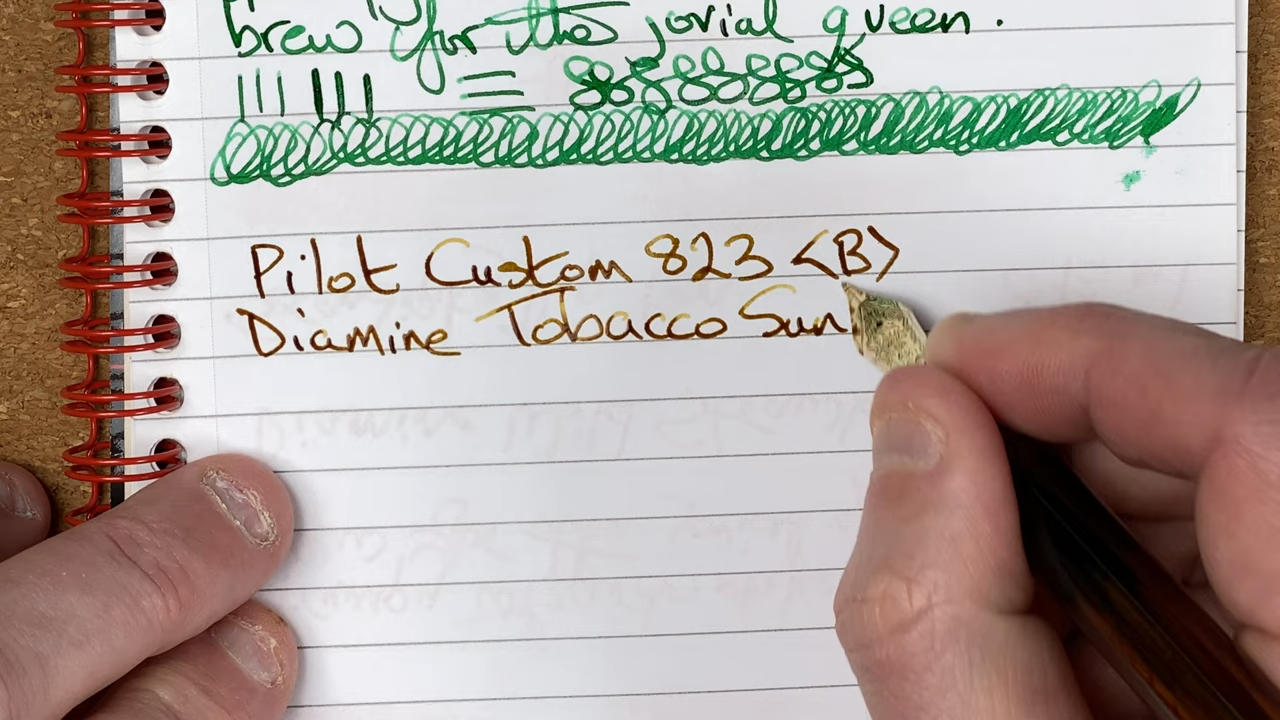 brew for the jovial queen.
Pilot Custom 823 <B>
Diamine Tobacco Sun